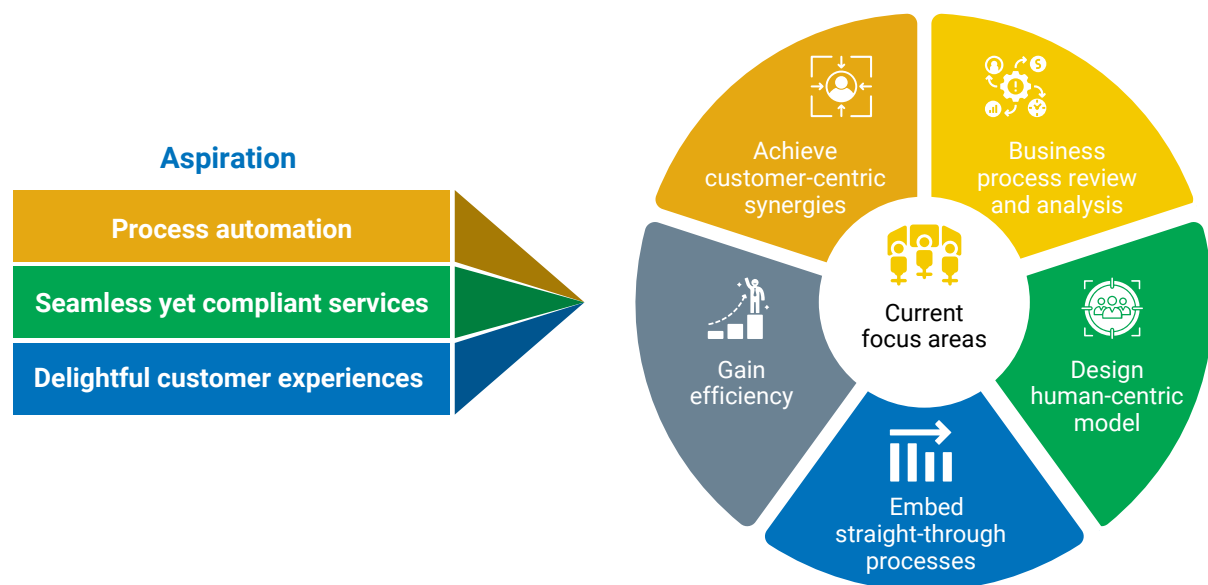 Aspiration
Process automation
Seamless yet compliant services
Delightful customer experiences
Achieve
customer-centric
synergies
Business
process review
and analysis
Current
focus areas
Gain
efficiency
Design
human-centric
model
Embed
straight-through
processes